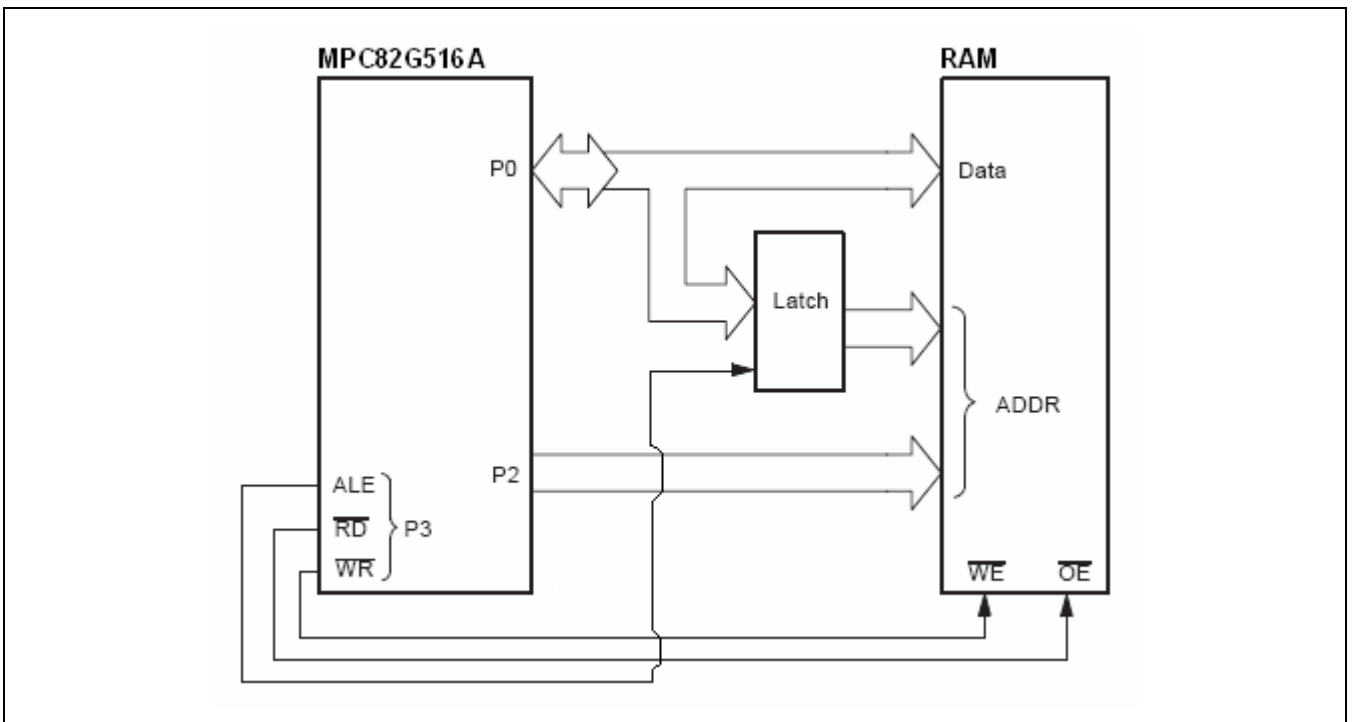 MPC82G516A
RAM
P0
Data
Latch
ADDR
P2
ALE
RD
P3
WR
WE
OE